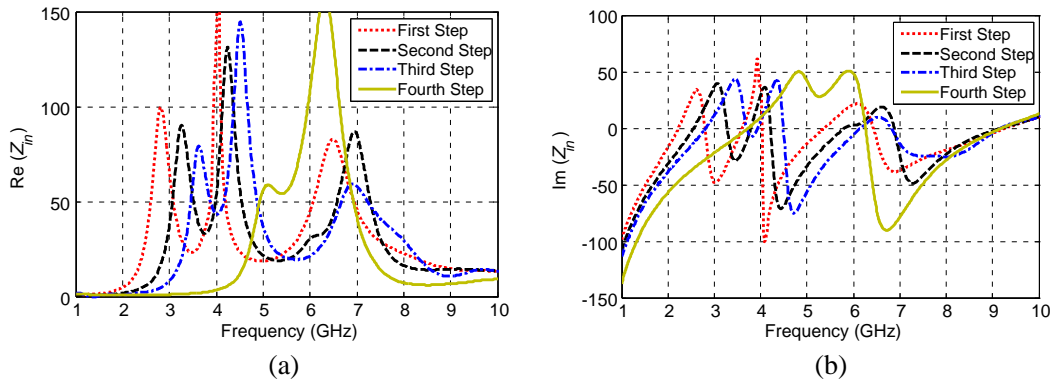 150
100
50
0
Re (Z_in)
1 2 3 4 5 6 7 8 9 10
Frequency (GHz)
First Step
Second Step
Third Step
Fourth Step
(a)
100
50
0
-50
-100
-150
Im (Z_in)
1 2 3 4 5 6 7 8 9 10
Frequency (GHz)
First Step
Second Step
Third Step
Fourth Step
(b)